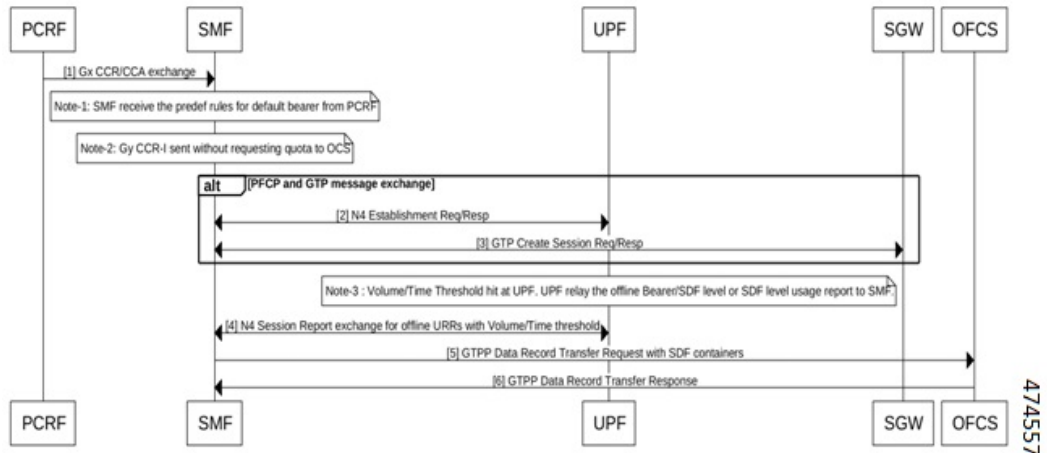 PCRF
SMF
UPF
SGW
OFCS
[1] Gx CCR/CCA exchange
Note-1: SMF receive the predef rules for default bearer from PCRF
Note-2: Gy CCR-I sent without requesting quota to OCS
alt
[PFCP and GTP message exchange]
[2] N4 Establishment Req/Resp
[3] GTP Create Session Req/Resp
Note-3 : Volume/Time Threshold hit at UPF. UPF relay the offline Bearer/SDF level or SDF level usage report to SMF.
[4] N4 Session Report exchange for offline URRs with Volume/Time threshold
[5] GTPP Data Record Transfer Request with SDF containers
[6] GTPP Data Record Transfer Response
PCRF
SMF
UPF
SGW
OFCS
474557